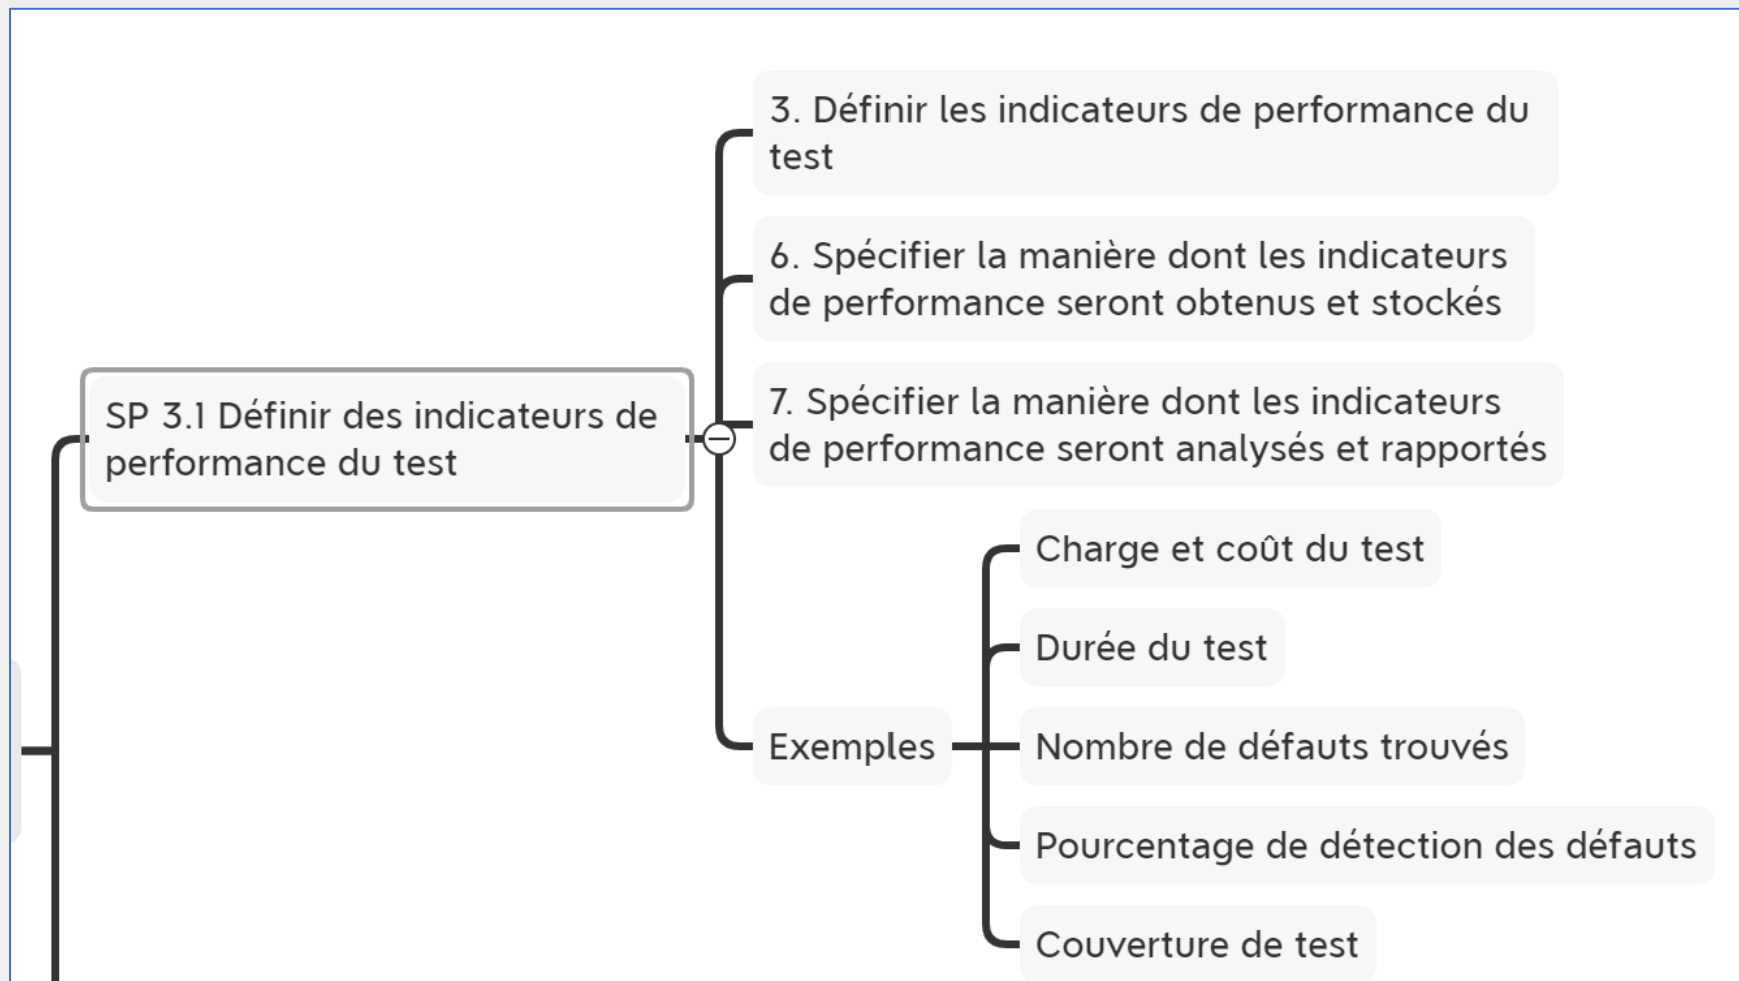 3. Définir les indicateurs de performance du
test
6. Spécifier la manière dont les indicateurs
de performance seront obtenus et stockés
7. Spécifier la manière dont les indicateurs
de performance seront analysés et rapportés
SP 3.1 Définir des indicateurs de
performance du test
Exemples
Charge et coût du test
Durée du test
Nombre de défauts trouvés
Pourcentage de détection des défauts
Couverture de test